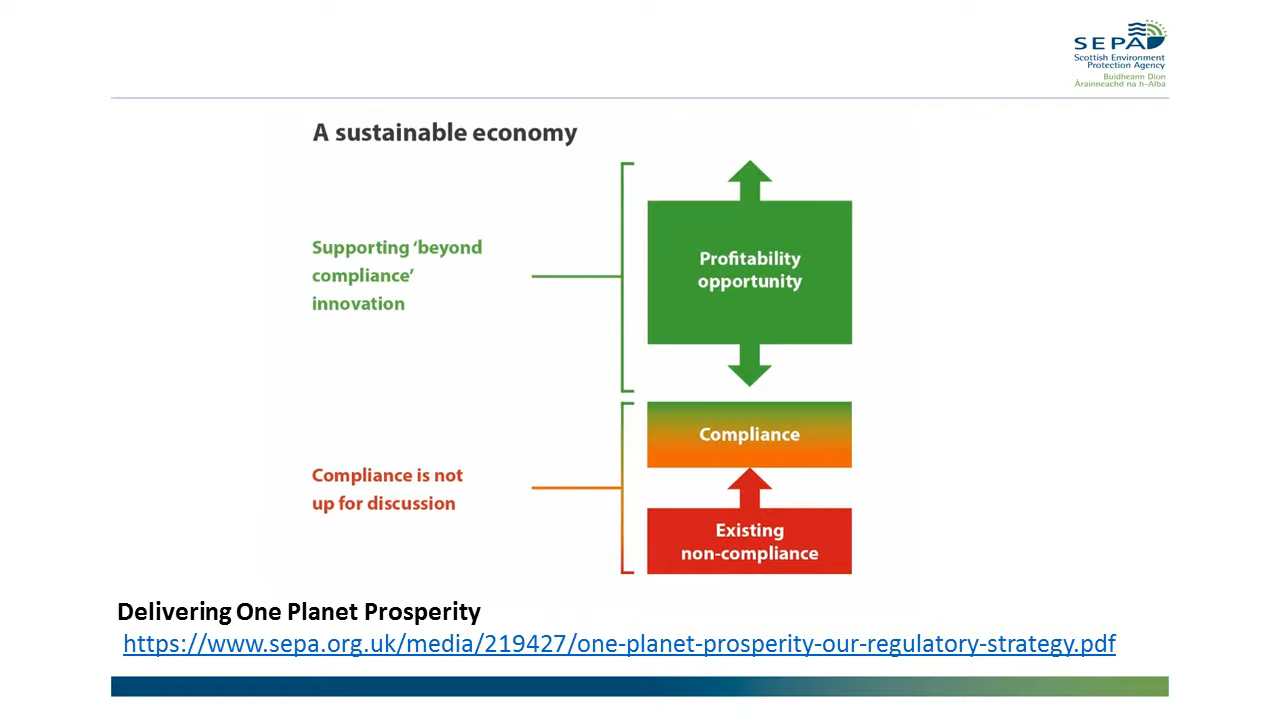 SEPA
Scottish Environment
Protection Agency
Buidheann Dìon
Àrainneachd na h-Alba
A sustainable economy
Supporting ‘beyond
compliance’
innovation
Profitability
opportunity
Compliance
Compliance is not
up for discussion
Existing
non-compliance
Delivering One Planet Prosperity
https://www.sepa.org.uk/media/219427/one-planet-prosperity-our-regulatory-strategy.pdf